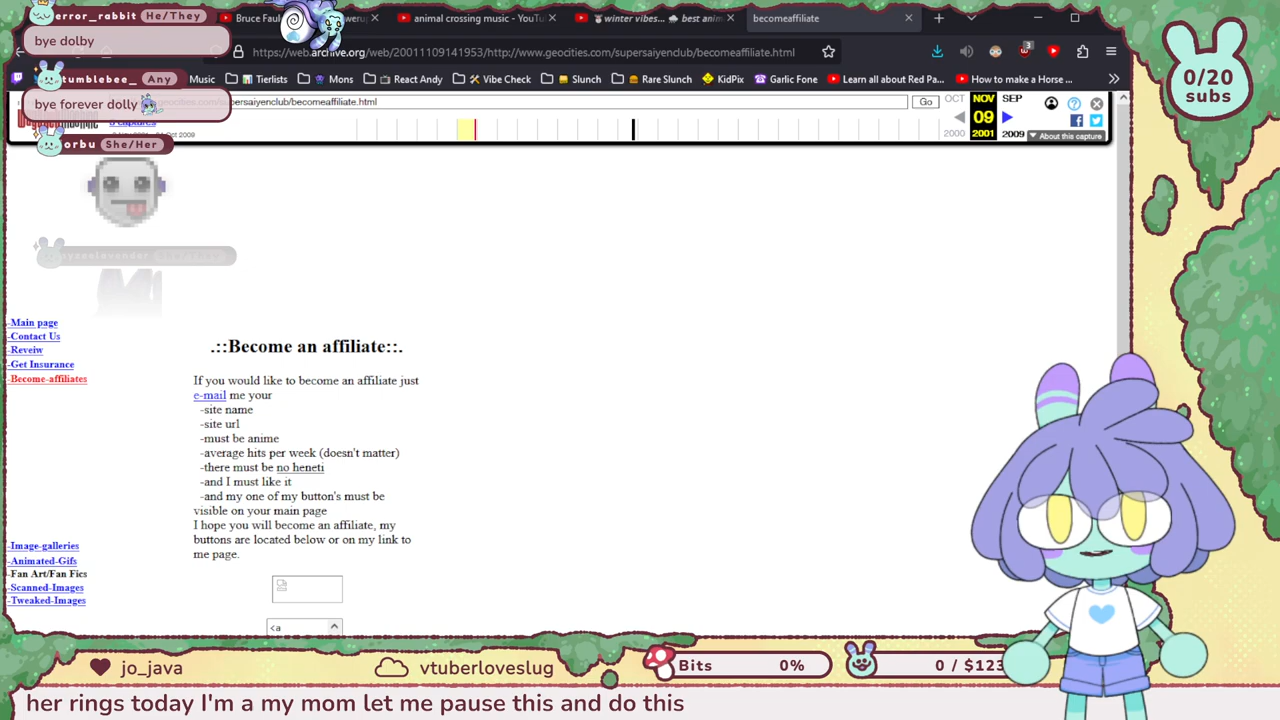 error_rabbit He/They
bye dolby
tumblebee_ Any
bye forever dolly
orbu She/Her
Bruce Faul
animal crossing music - YouTu
winter vibes...
best anim
becomeaffiliate
https://web.archive.org/web/20011109141953/http://www.geocities.com/supersaiyenclub/becomeaffiliate.html
3
Music
Tierlists
Mons
React Andy
Vibe Check
Slunch
Rare Slunch
KidPix
Garlic Fone
Learn all about Red Pa...
How to make a Horse ...
Go
OCT
NOV
SEP
09
2000
2001
2009
About this capture
-Main page
-Contact Us
-Reveiw
-Get Insurance
-Become-affiliates
.::Become an affiliate::.
If you would like to become an affiliate just
e-mail me your
-site name
-site url
-must be anime
-average hits per week (doesn't matter)
-there must be no heneti
-and I must like it
-and my one of my button's must be
visible on your main page
I hope you will become an affiliate, my
buttons are located below or on my link to
me page.
-Image-galleries
-Animated-Gifs
-Fan Art/Fan Fics
-Scanned-Images
-Tweaked-Images
<a
0/20
subs
jo_java
vtuberloveslug
Bits 0%
0 / $123
her rings today I'm a my mom let me pause this and do this